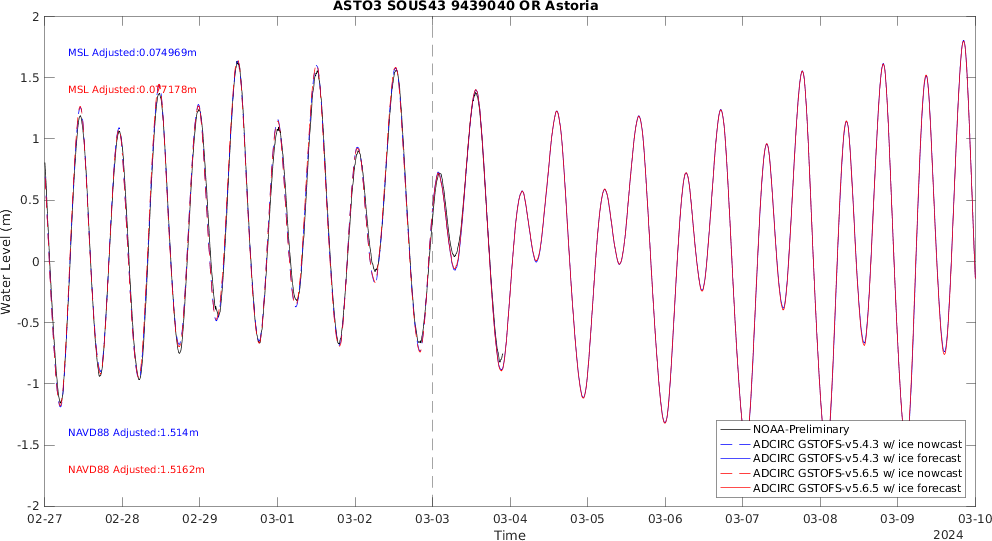 ASTO3 SOUS43 9439040 OR Astoria
2
1.5
1
0.5
0
-0.5
-1
-1.5
-2
Water Level (m)
MSL Adjusted:0.074969m
MSL Adjusted:0.077178m
NAVD88 Adjusted:1.514m
NAVD88 Adjusted:1.5162m
NOAA-Preliminary
ADCIRC GSTOFS-v5.4.3 w/ ice nowcast
ADCIRC GSTOFS-v5.4.3 w/ ice forecast
ADCIRC GSTOFS-v5.6.5 w/ ice nowcast
ADCIRC GSTOFS-v5.6.5 w/ ice forecast
02-27 02-28 02-29 03-01 03-02 03-03 03-04 03-05 03-06 03-07 03-08 03-09 03-10
Time
2024